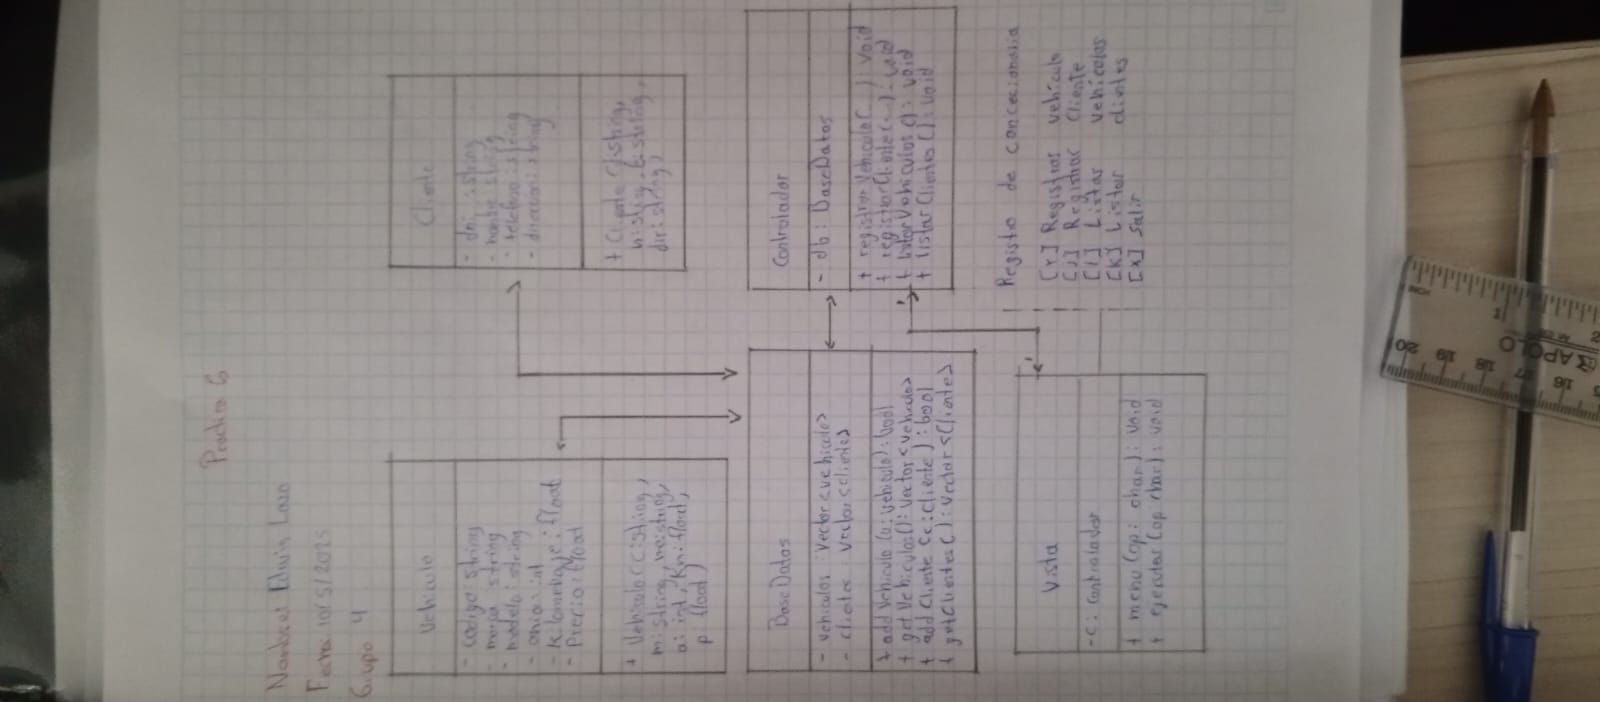 Practica 6
Nombre: Edwin Lazo
Fecha 10/5/2025
Grupo 4
Vehiculo
- codigo: string
- marca: string
- modelo: string
- anio: int
- kilometraje: float
- Precio: float
+ Vehiculo(c: string,
m: string, mo: string,
a: int, km: float,
p float)
Cliente
- dni: string
- nombre: string
- telefono: string
- direccion: string
+ Cliente (
dir: string)
BaseDatos
- vehiculos: Vector<vehiculo>
- clientes: Vector<cliente>
+ add Vehiculo (v: vehiculo): bool
+ get Vehiculos(): Vector<vehiculo>
+ add Cliente (c: cliente): bool
+ getClientes(): Vector<Cliente>
Controlador
- db: BaseDatos
+ registrarVehiculo(...): void
+ registrarCliente(...): void
+ listarVehiculos(): void
+ listarClientes(): void
Vista
- c: Controlador
+ menu (op: char): void
+ ejecutar (op char): void
Registro de concecionaria
Registrar vehiculo
[J] Registrar Cliente
Listar vehiculos
[K] Listar clintes
[X] Salir
APOLO
20 19 18 17 16
1 2